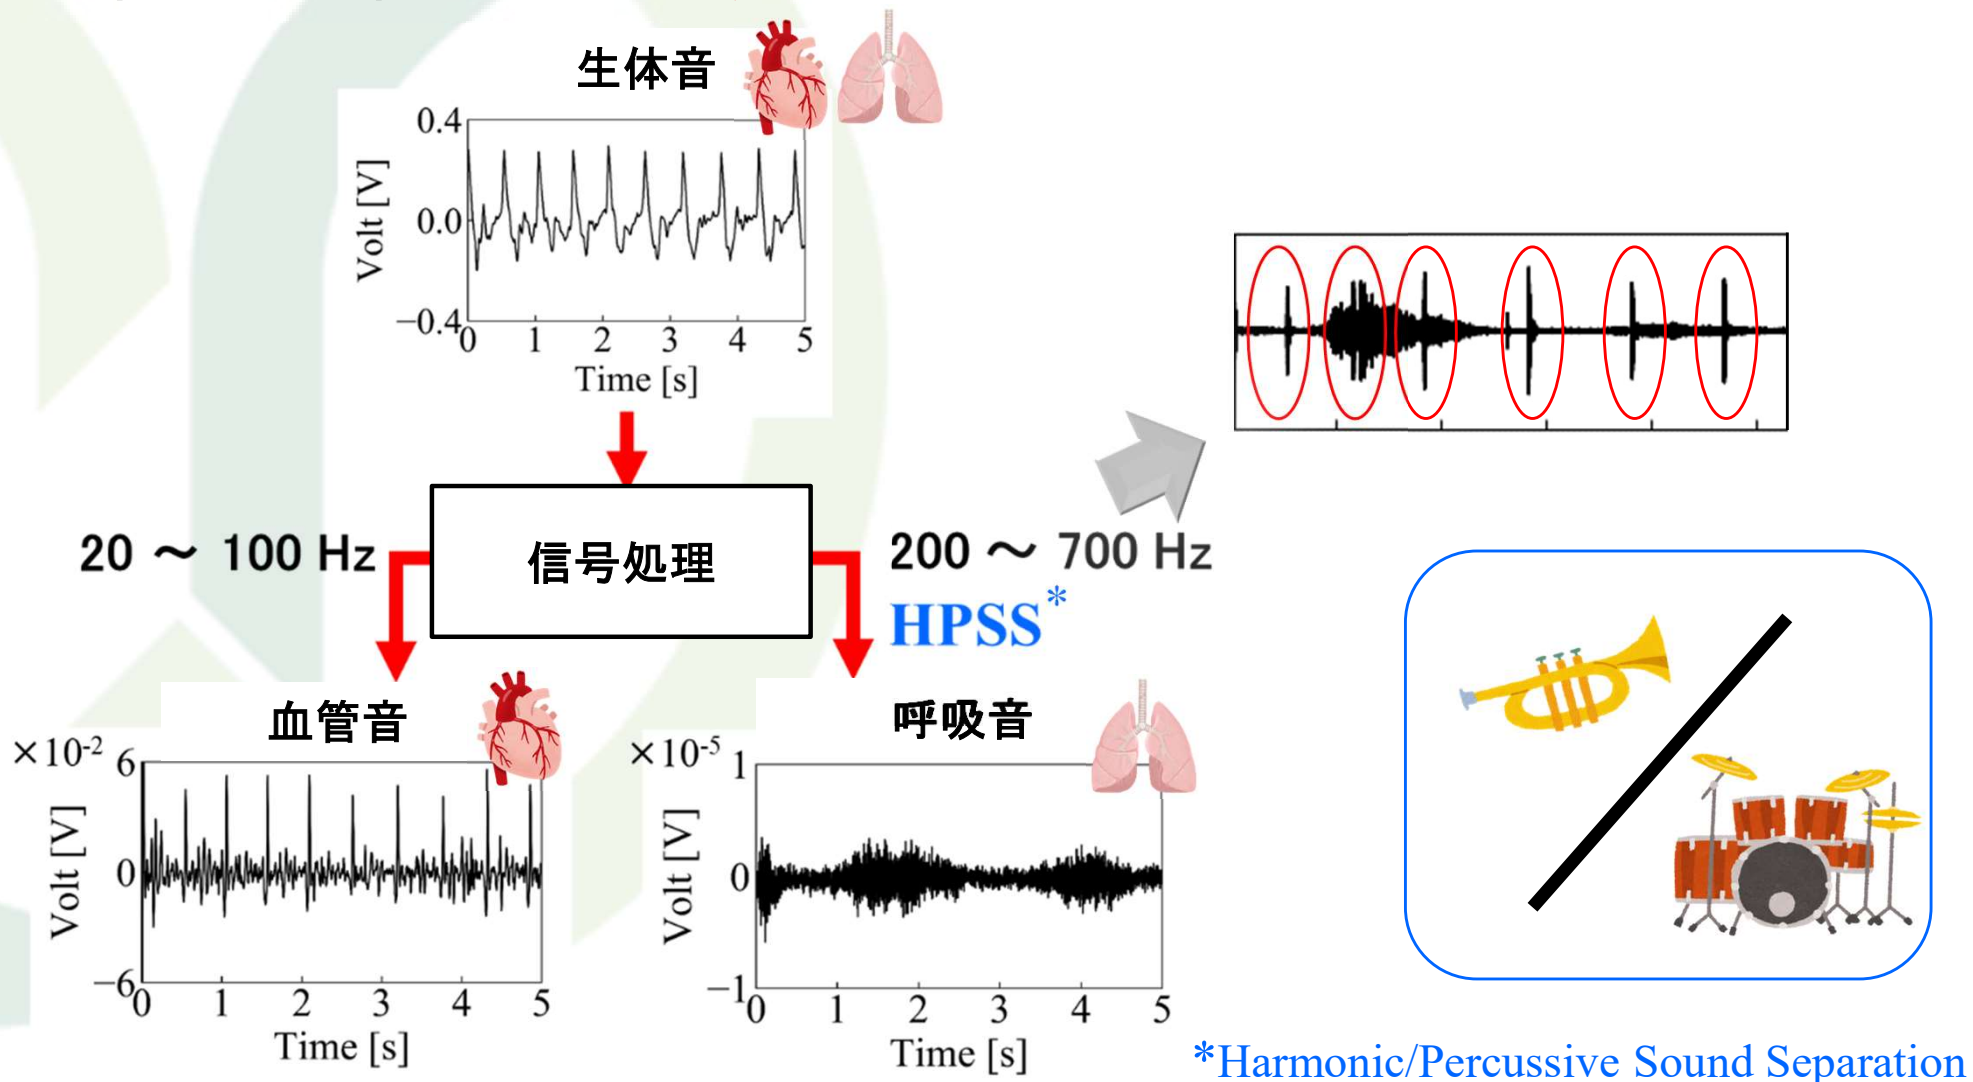 生体音
Volt [V]
0.4
0.0
−0.4
0 1 2 3 4 5
Time [s]
20 ～ 100 Hz
信号処理
200 ～ 700 Hz
HPSS*
血管音
×10-2
Volt [V]
6
0
−6
0 1 2 3 4 5
Time [s]
呼吸音
×10-5
Volt [V]
1
0
−1
0 1 2 3 4 5
Time [s]
*Harmonic/Percussive Sound Separation